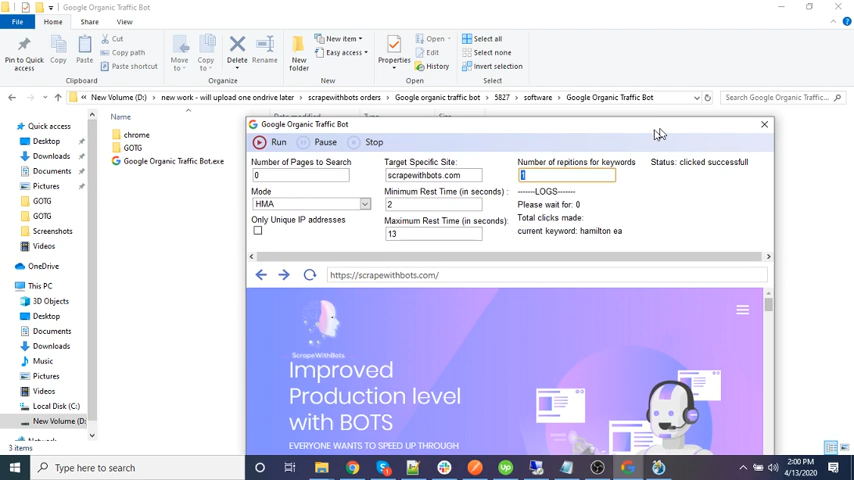 Google Organic Traffic Bot
File Home Share View
Pin to Quick access
Copy
Paste
Cut
Copy path
Paste shortcut
Clipboard
Move to
Copy to
Delete
Rename
Organize
New folder
New item
Easy access
New
Properties
Open
Edit
History
Open
Select all
Select none
Invert selection
Select
New Volume (D:) › new work - will upload one ondrive later › scrapewithbots orders › Google organic traffic bot › 5827 › software › Google Organic Traffic Bot
Search Google Organic Traffic
Quick access
Desktop
Downloads
Documents
Pictures
GOTG
GOTG
Screenshots
Videos
OneDrive
This PC
3D Objects
Desktop
Documents
Downloads
Music
Pictures
Videos
Local Disk (C:)
New Volume (D:
3 items
Name
chrome
GOTG
Google Organic Traffic Bot.exe
Google Organic Traffic Bot
Run Pause Stop
Number of Pages to Search
0
Mode
HMA
Only Unique IP addresses
Target Specific Site:
scrapewithbots.com
Minimum Rest Time (in seconds) :
2
Maximum Rest Time (in seconds):
13
Number of repitions for keywords
1
-------LOGS-------
Please wait for: 0
Total clicks made:
current keyword: hamilton ea
Status: clicked successfull
https://scrapewithbots.com/
ScrapeWithBots
Improved
Production level
with BOTS
EVERYONE WANTS TO SPEED UP THROUGH
Type here to search
2:00 PM
4/13/2020